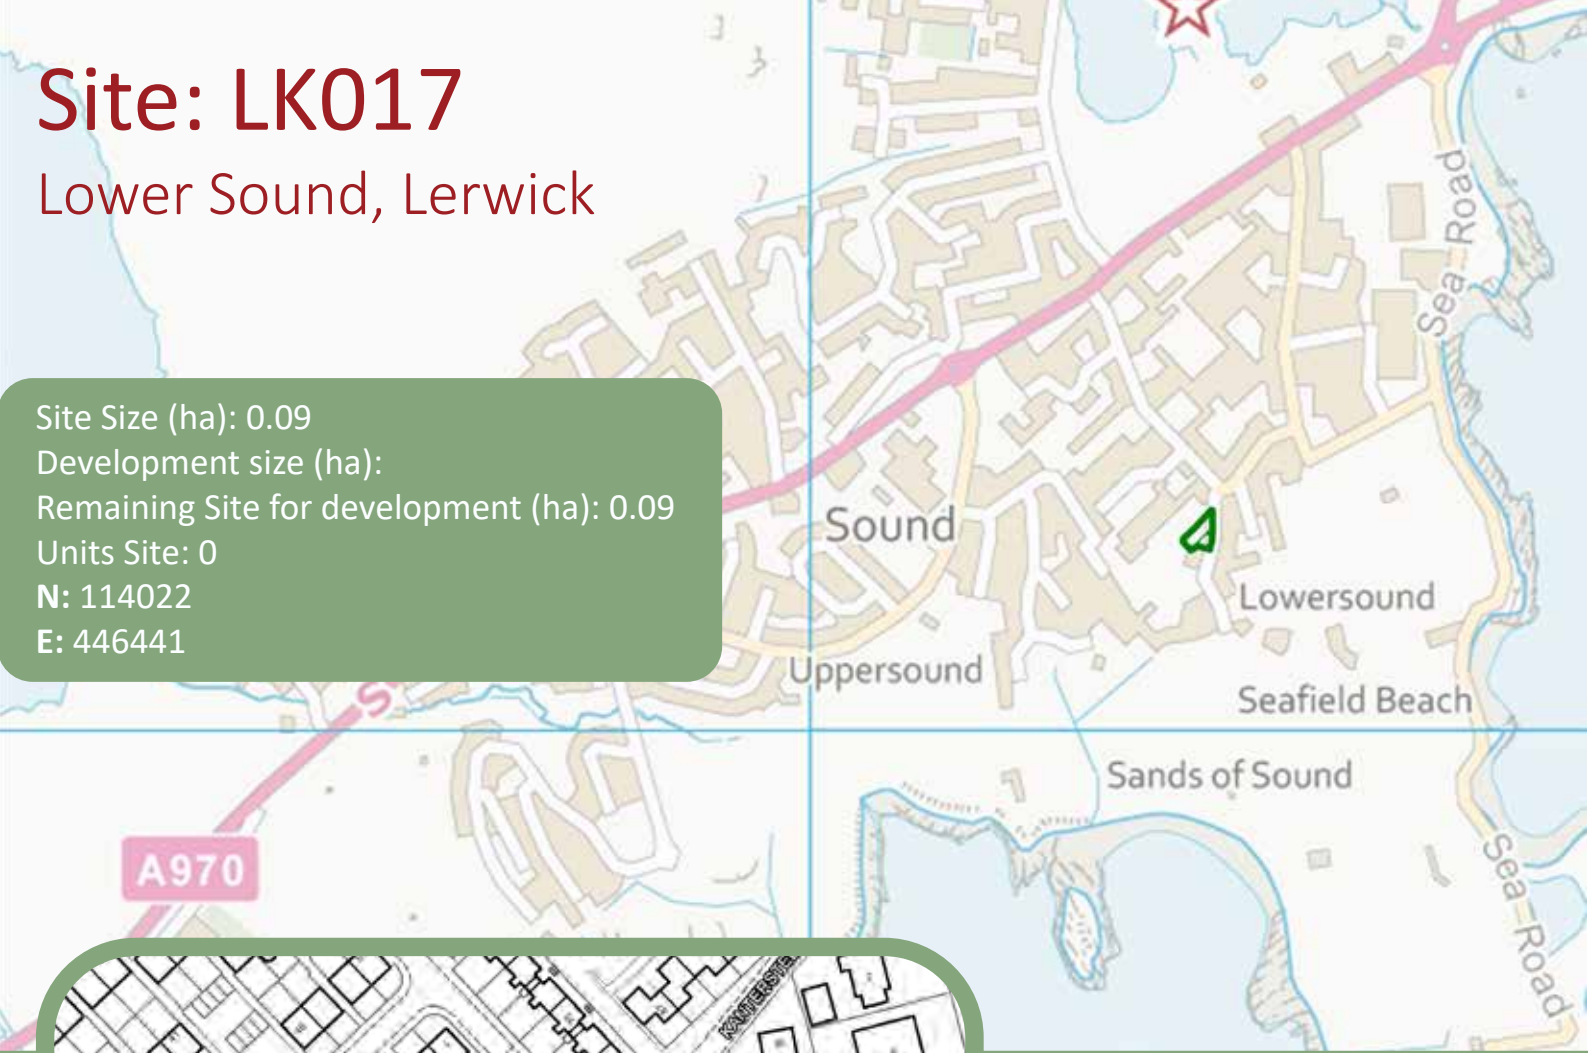 Site: LK017
Lower Sound, Lerwick
Sea Road
Site Size (ha): 0.09
Development size (ha):
Remaining Site for development (ha): 0.09
Units Site: 0
N: 114022
E: 446441
Sound
Lowersound
Uppersound
Seafield Beach
Sands of Sound
A970
Sea Road